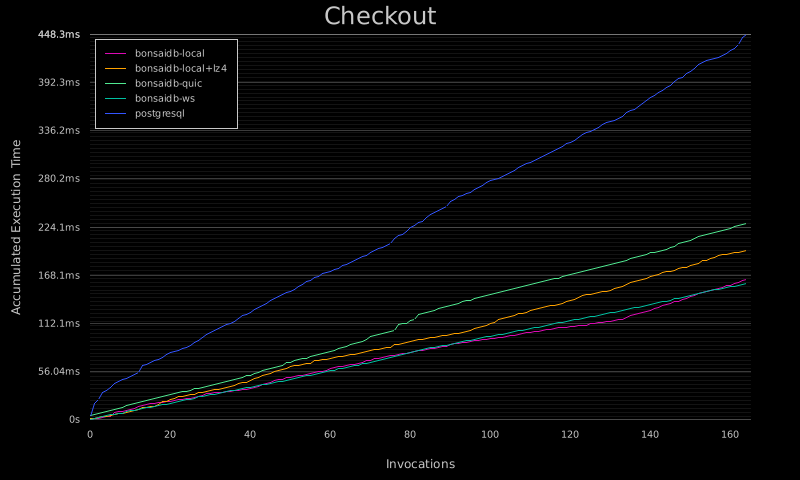 Checkout
448.3ms
392.3ms
336.2ms
280.2ms
224.1ms
168.1ms
112.1ms
56.04ms
0s
Accumulated Execution Time
bonsaidb-local
bonsaidb-local+lz4
bonsaidb-quic
bonsaidb-ws
postgresql
0 20 40 60 80 100 120 140 160
Invocations